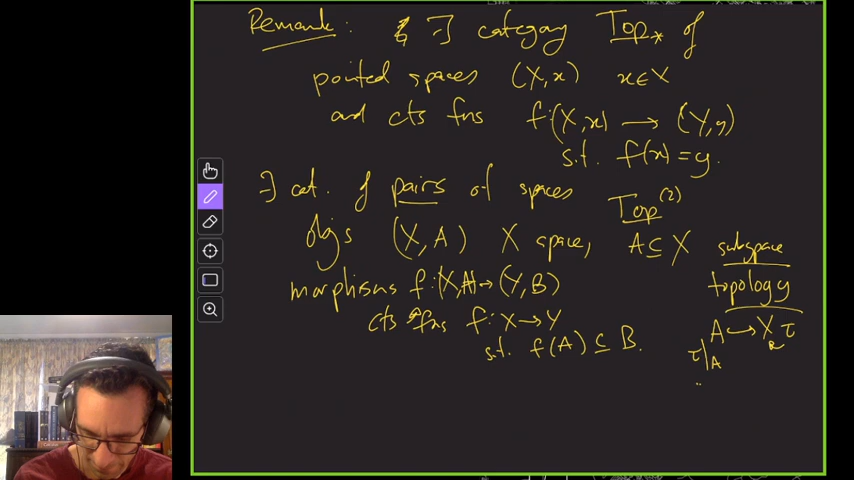 Remark: ∃ category Top* of
pointed spaces (X,x) x∈X
and cts fns f:(X,x) → (Y,y)
s.t. f(x) = y.
∃ cat. of pairs of spaces Top⁽²⁾
objs (X, A) X space, A ⊆ X subspace
topology
morphisms f:(X,A) → (Y,B)
cts fns f: X → Y
s.t. f(A) ⊆ B.
A ↪ X τ
τ|A